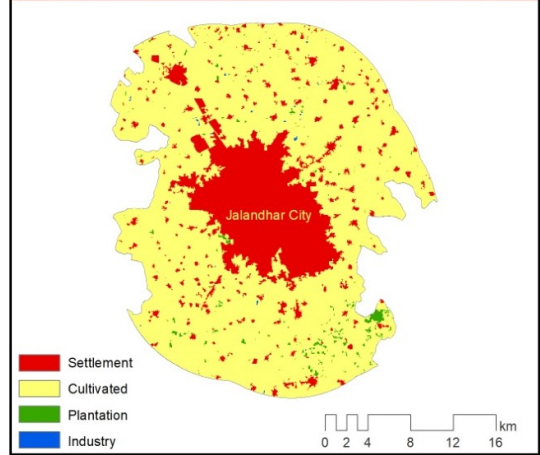 Jalandhar City
Settlement
Cultivated
Plantation
Industry
km
0 2 4 8 12 16